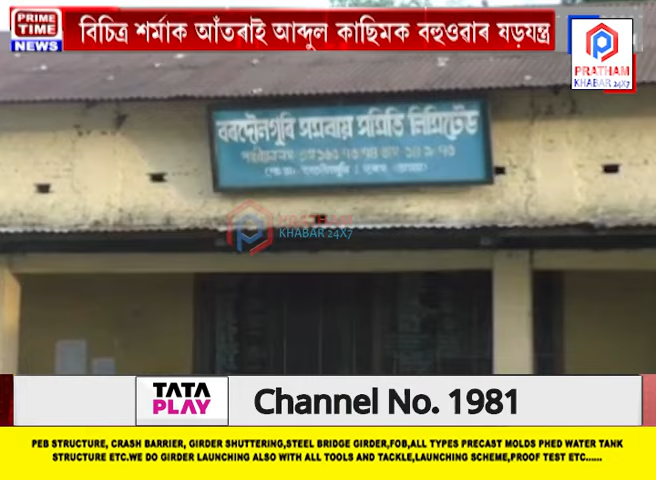 PRIME
TIME
NEWS
বিচিত্ৰ শৰ্মাক আঁতৰাই আব্দুল কাছিমক বহুওৱাৰ ষড়যন্ত্ৰ
PRATHAM
KHABAR 24X7
বৰদৌলগুৰি সমবায় সমিতি লিমিটেড
PRATHAM
KHABAR 24X7
TATA
PLAY
Channel No. 1981
PEB STRUCTURE, CRASH BARRIER, GIRDER SHUTTERING,STEEL BRIDGE GIRDER,FOB,ALL TYPES PRECAST MOLDS PHED WATER TANK
STRUCTURE ETC.WE DO GIRDER LAUNCHING ALSO WITH ALL TOOLS AND TACKLE,LAUNCHING SCHEME,PROOF TEST ETC......